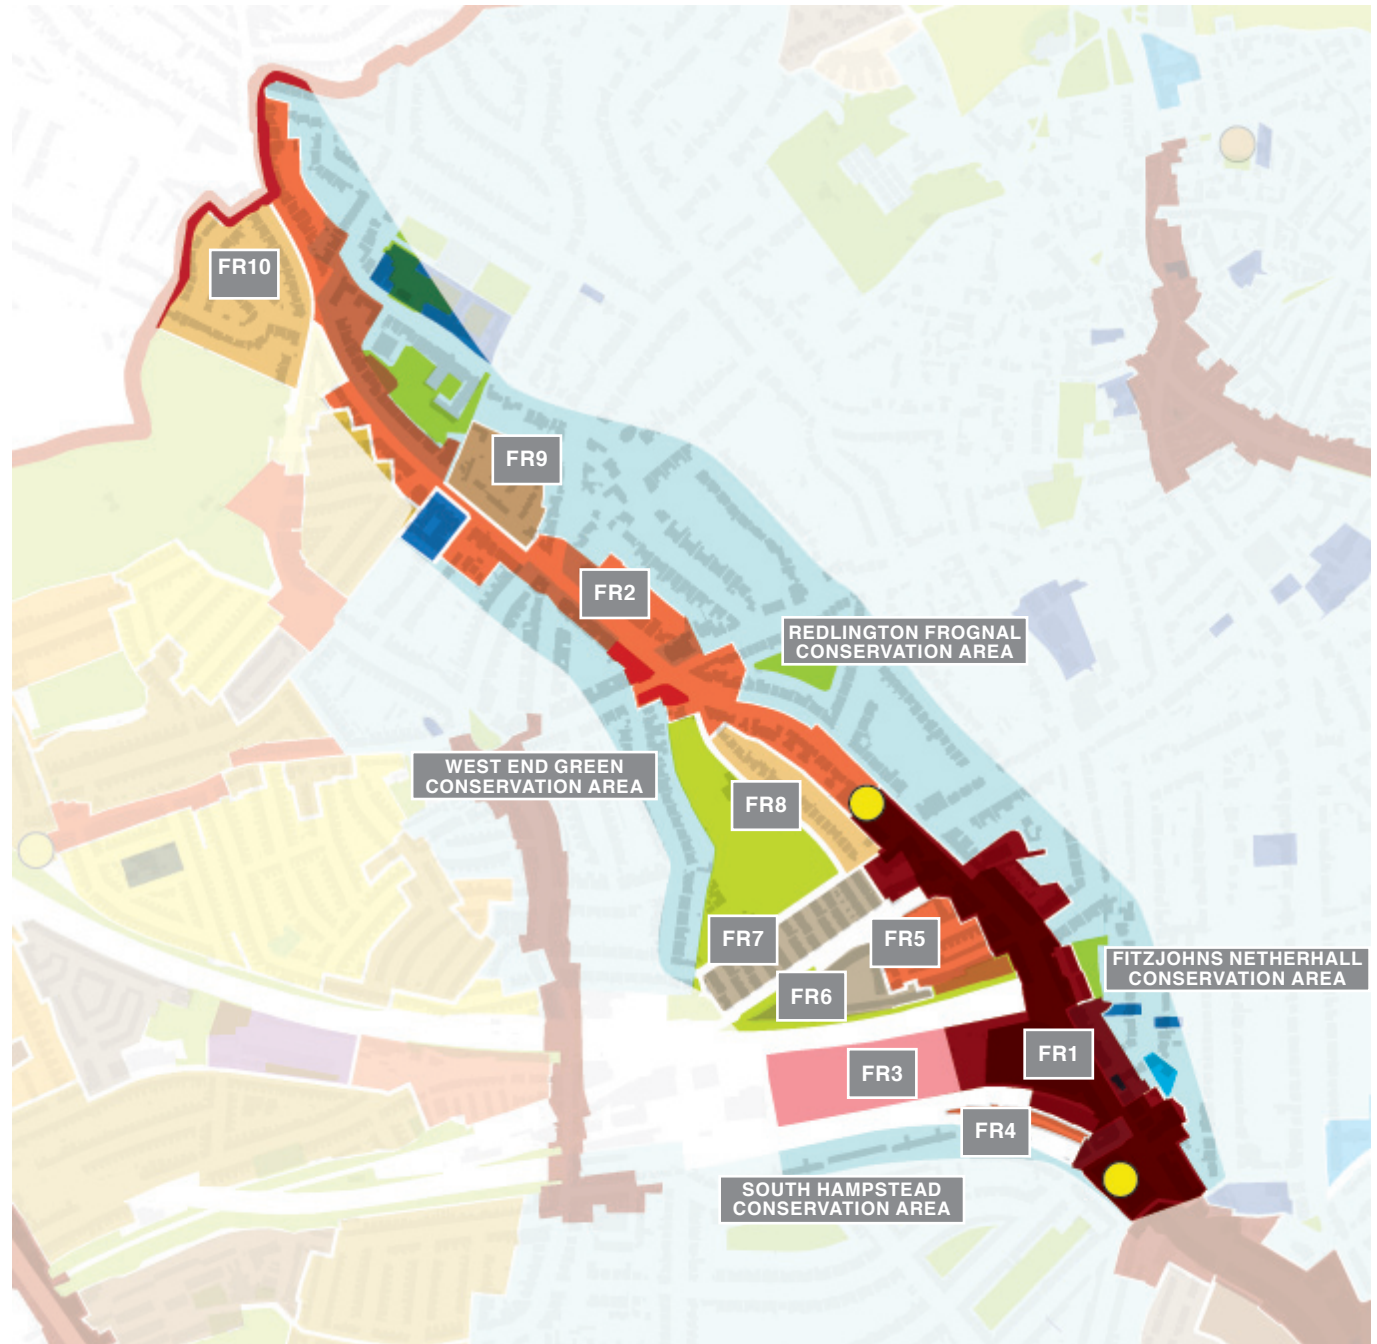 FR10
FR9
FR2
REDLINGTON FROGNAL
CONSERVATION AREA
WEST END GREEN
CONSERVATION AREA
FR8
FR7
FR5
FITZJOHNS NETHERHALL
CONSERVATION AREA
FR6
FR1
FR3
FR4
SOUTH HAMPSTEAD
CONSERVATION AREA